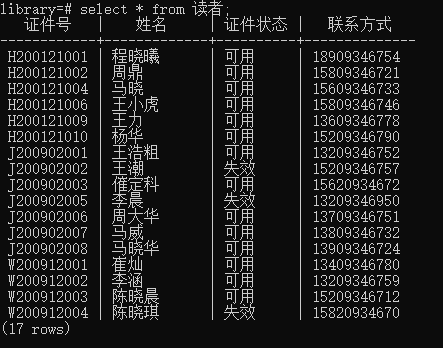 library=# select * from 读者;
证件号 | 姓名 | 证件状态 | 联系方式
H200121001 | 程晓曦 | 可用 | 18909346754
H200121002 | 周鼎 | 可用 | 15809346721
H200121004 | 马晓 | 可用 | 15609346733
H200121006 | 王小虎 | 可用 | 15809346746
H200121009 | 王力 | 可用 | 13609346778
H200121010 | 杨华 | 可用 | 15209346790
J200902001 | 王浩粗 | 可用 | 13209346752
J200902002 | 王潮 | 失效 | 15209346757
J200902003 | 催定科 | 可用 | 15620934672
J200902005 | 李晨 | 失效 | 13209346950
J200902006 | 周大华 | 可用 | 13709346751
J200902007 | 马威 | 可用 | 13809346732
J200902008 | 马晓华 | 可用 | 13909346724
W200912001 | 崔灿 | 可用 | 13409346780
W200912002 | 李涵 | 可用 | 13209346759
W200912003 | 陈晓晨 | 可用 | 15209346712
W200912004 | 陈晓琪 | 失效 | 15820934670
(17 rows)